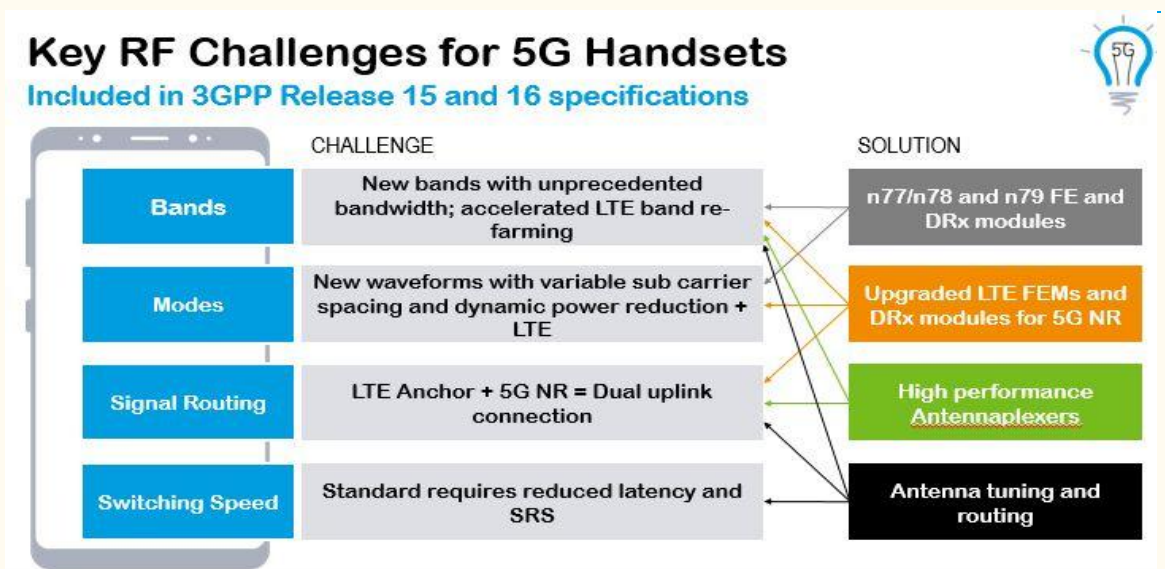 Key RF Challenges for 5G Handsets
5G
Included in 3GPP Release 15 and 16 specifications
CHALLENGE
SOLUTION
Bands
New bands with unprecedented
bandwidth; accelerated LTE band re-
farming
n77/n78 and n79 FE and
DRx modules
Modes
New waveforms with variable sub carrier
spacing and dynamic power reduction +
LTE
Upgraded LTE FEMs and
DRx modules for 5G NR
Signal Routing
LTE Anchor + 5G NR = Dual uplink
connection
High performance
Antennaplexers
Switching Speed
Standard requires reduced latency and
SRS
Antenna tuning and
routing